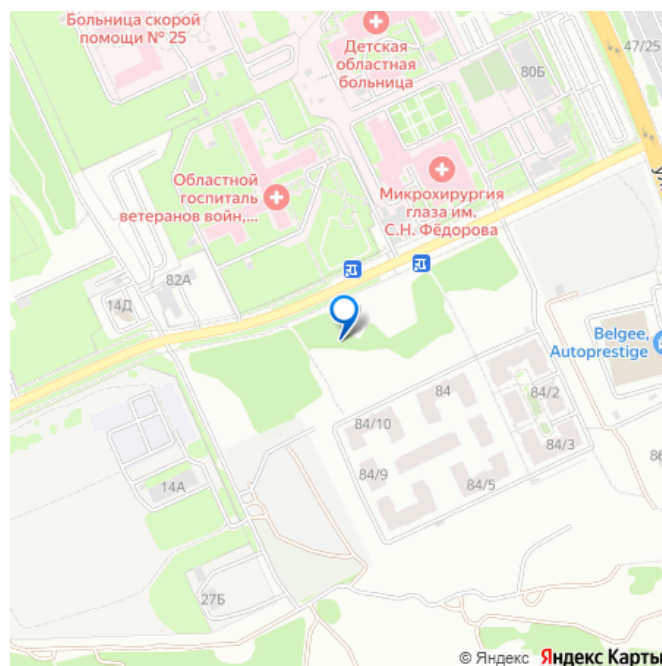 Больница скорой
помощи № 25
Детская
областная
больница
47/25
80Б
Областной
госпиталь
ветеранов войн,...
Микрохирургия
глаза им.
С.Н. Фёдорова
82А
14Д
Belgee,
Autoprestige
84/10
84
84/2
84/3
84/9
84/5
86
14А
27Б
© Яндекс Яндекс Карты